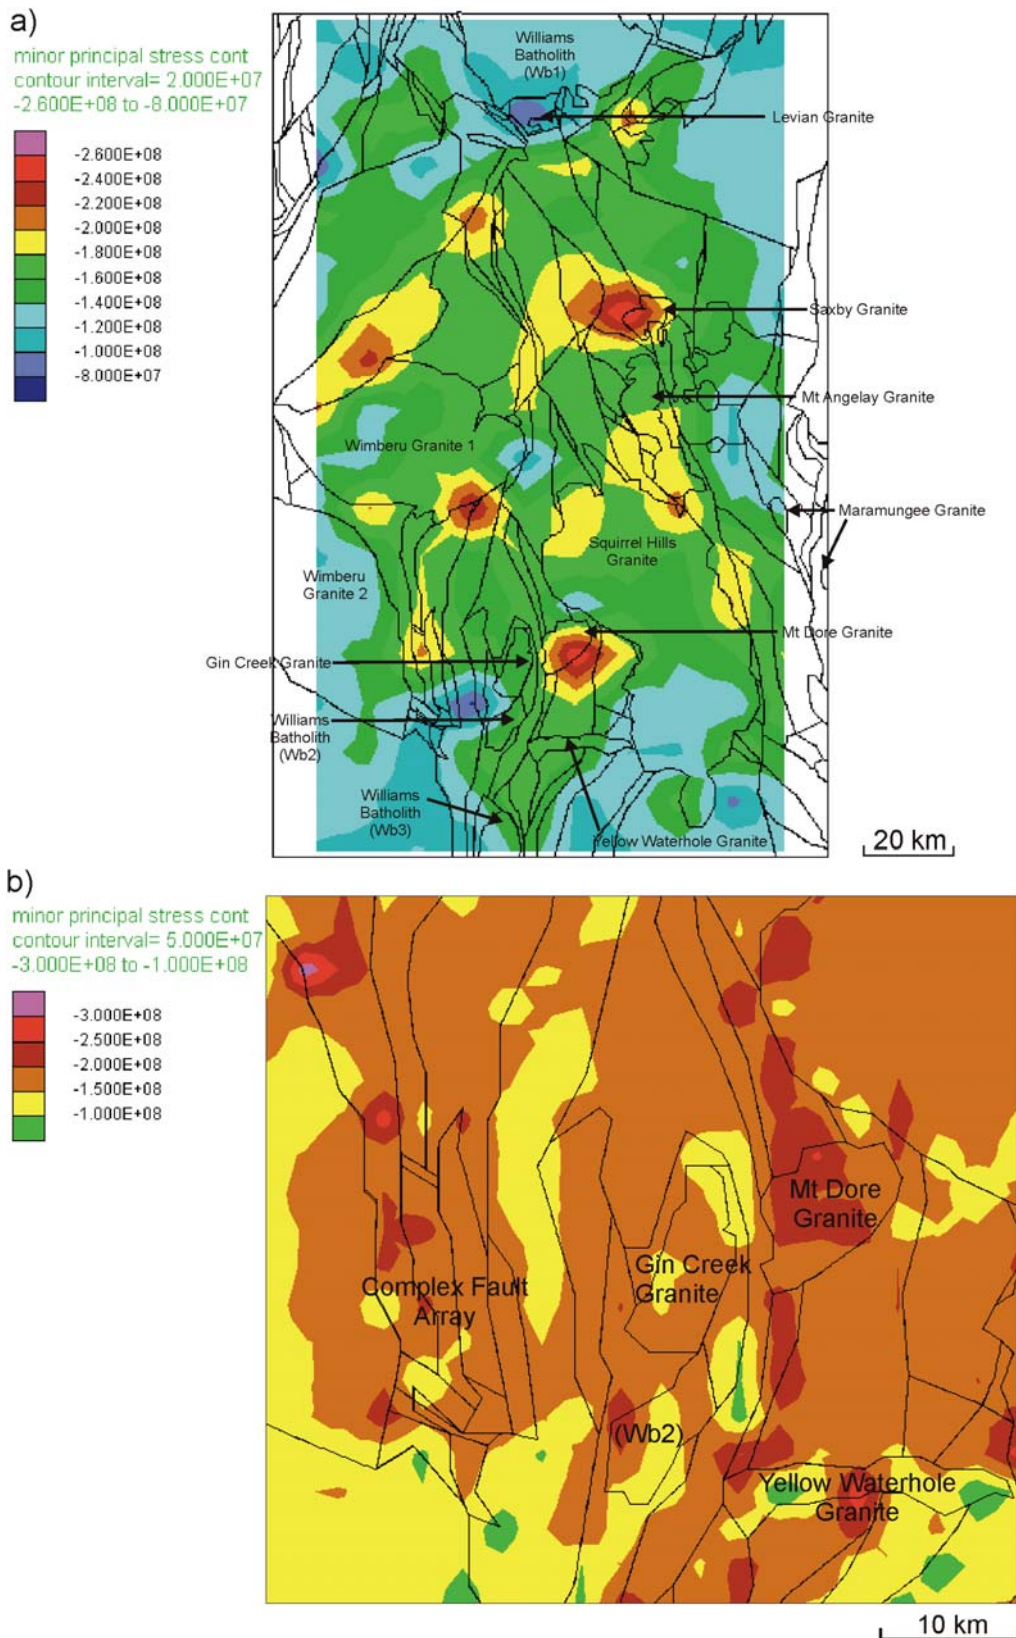 a)
minor principal stress cont
contour interval= 2.000E+07
-2.600E+08 to -8.000E+07
-2.600E+08
-2.400E+08
-2.200E+08
-2.000E+08
-1.800E+08
-1.600E+08
-1.400E+08
-1.200E+08
-1.000E+08
-8.000E+07
Williams
Batholith
(Wb1)
Levian Granite
Saxby Granite
Mt Angelay Granite
Wimberu Granite 1
Maramungee Granite
Squirrel Hills
Granite
Wimberu
Granite 2
Mt Dore Granite
Gin Creek Granite
Williams
Batholith
(Wb2)
Williams
Batholith
(Wb3)
Yellow Waterhole Granite
20 km
b)
minor principal stress cont
contour interval= 5.000E+07
-3.000E+08 to -1.000E+08
-3.000E+08
-2.500E+08
-2.000E+08
-1.500E+08
-1.000E+08
Mt Dore
Granite
Gin Creek
Granite
Complex Fault
Array
(Wb2)
Yellow Waterhole
Granite
10 km